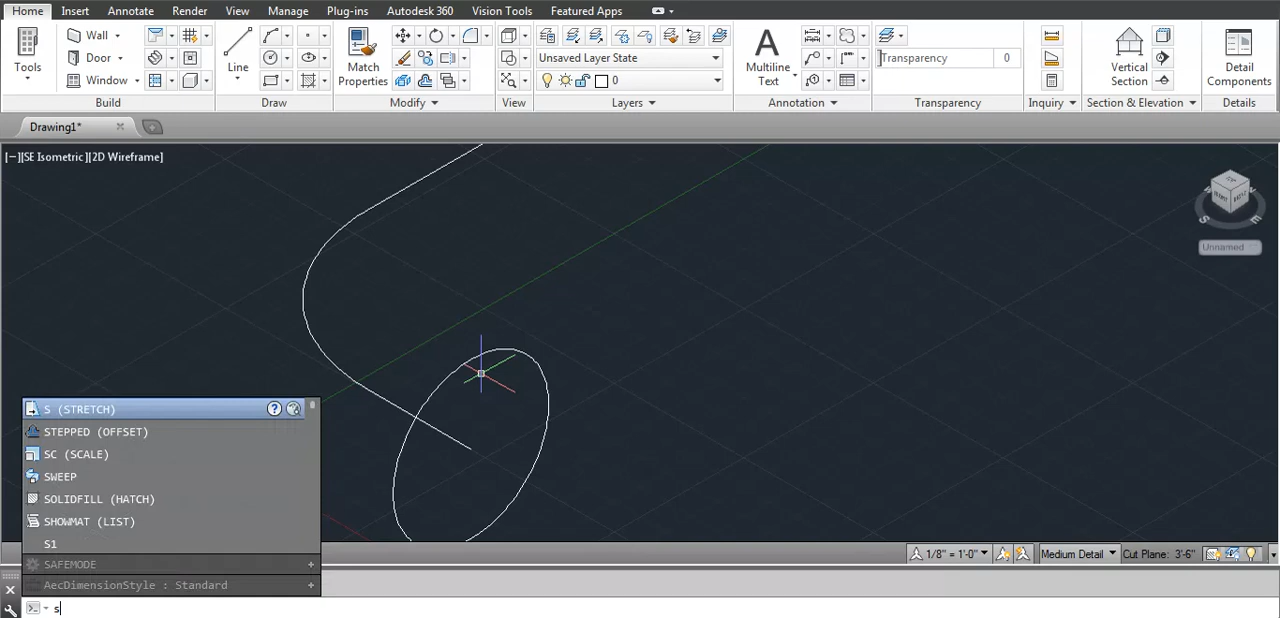 Home Insert Annotate Render View Manage Plug-ins Autodesk 360 Vision Tools Featured Apps
Tools
Wall
Door
Window
Build
Line
Draw
Match Properties
Modify
View
Unsaved Layer State
0
Layers
A
Multiline Text
Annotation
Transparency 0
Transparency
Inquiry
Vertical Section
Section & Elevation
Detail Components
Details
Drawing1*
[−][SE Isometric][2D Wireframe]
S
E
Unnamed
S (STRETCH)
STEPPED (OFFSET)
SC (SCALE)
SWEEP
SOLIDFILL (HATCH)
SHOWMAT (LIST)
S1
SAFEMODE +
AecDimensionStyle : Standard +
1/8" = 1'-0" Medium Detail Cut Plane: 3'-6"
s